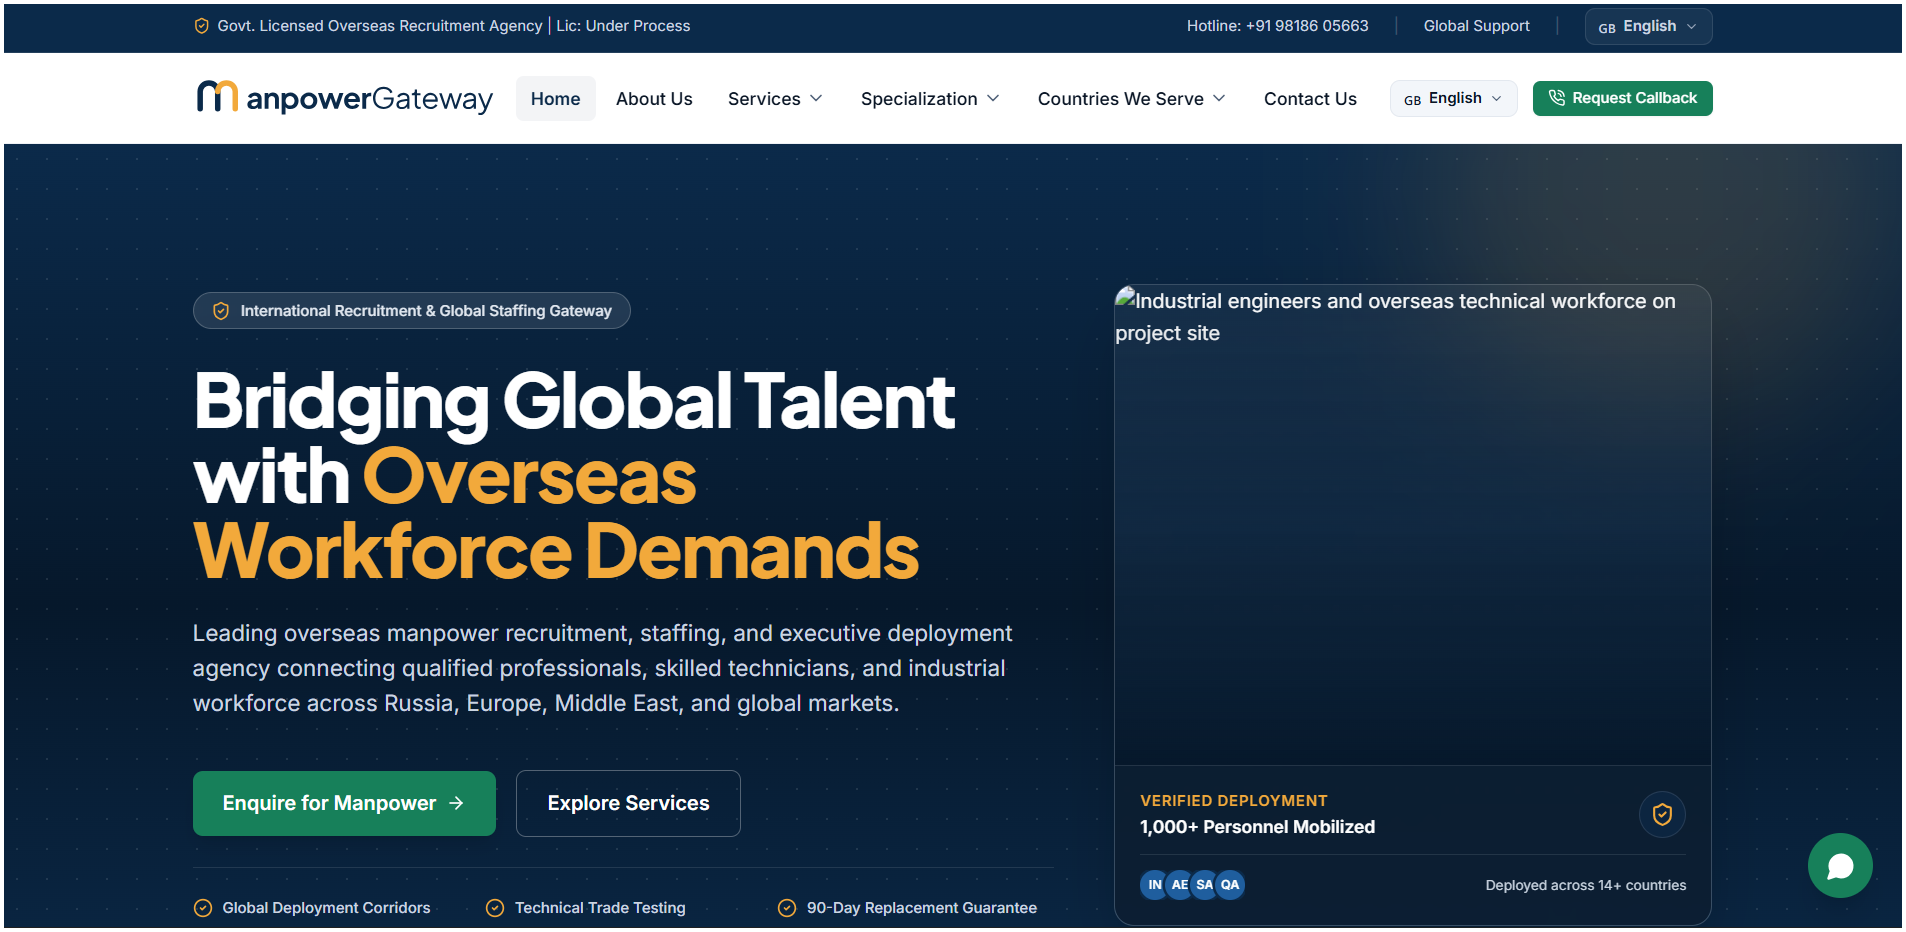 Govt. Licensed Overseas Recruitment Agency | Lic: Under Process
Hotline: +91 98186 05663
Global Support
GB English
manpowerGateway
Home
About Us
Services
Specialization
Countries We Serve
Contact Us
GB English
Request Callback
International Recruitment & Global Staffing Gateway
Bridging Global Talent
with Overseas
Workforce Demands
Leading overseas manpower recruitment, staffing, and executive deployment
agency connecting qualified professionals, skilled technicians, and industrial
workforce across Russia, Europe, Middle East, and global markets.
Enquire for Manpower →
Explore Services
Global Deployment Corridors
Technical Trade Testing
90-Day Replacement Guarantee
Industrial engineers and overseas technical workforce on
project site
VERIFIED DEPLOYMENT
1,000+ Personnel Mobilized
IN AE SA QA
Deployed across 14+ countries